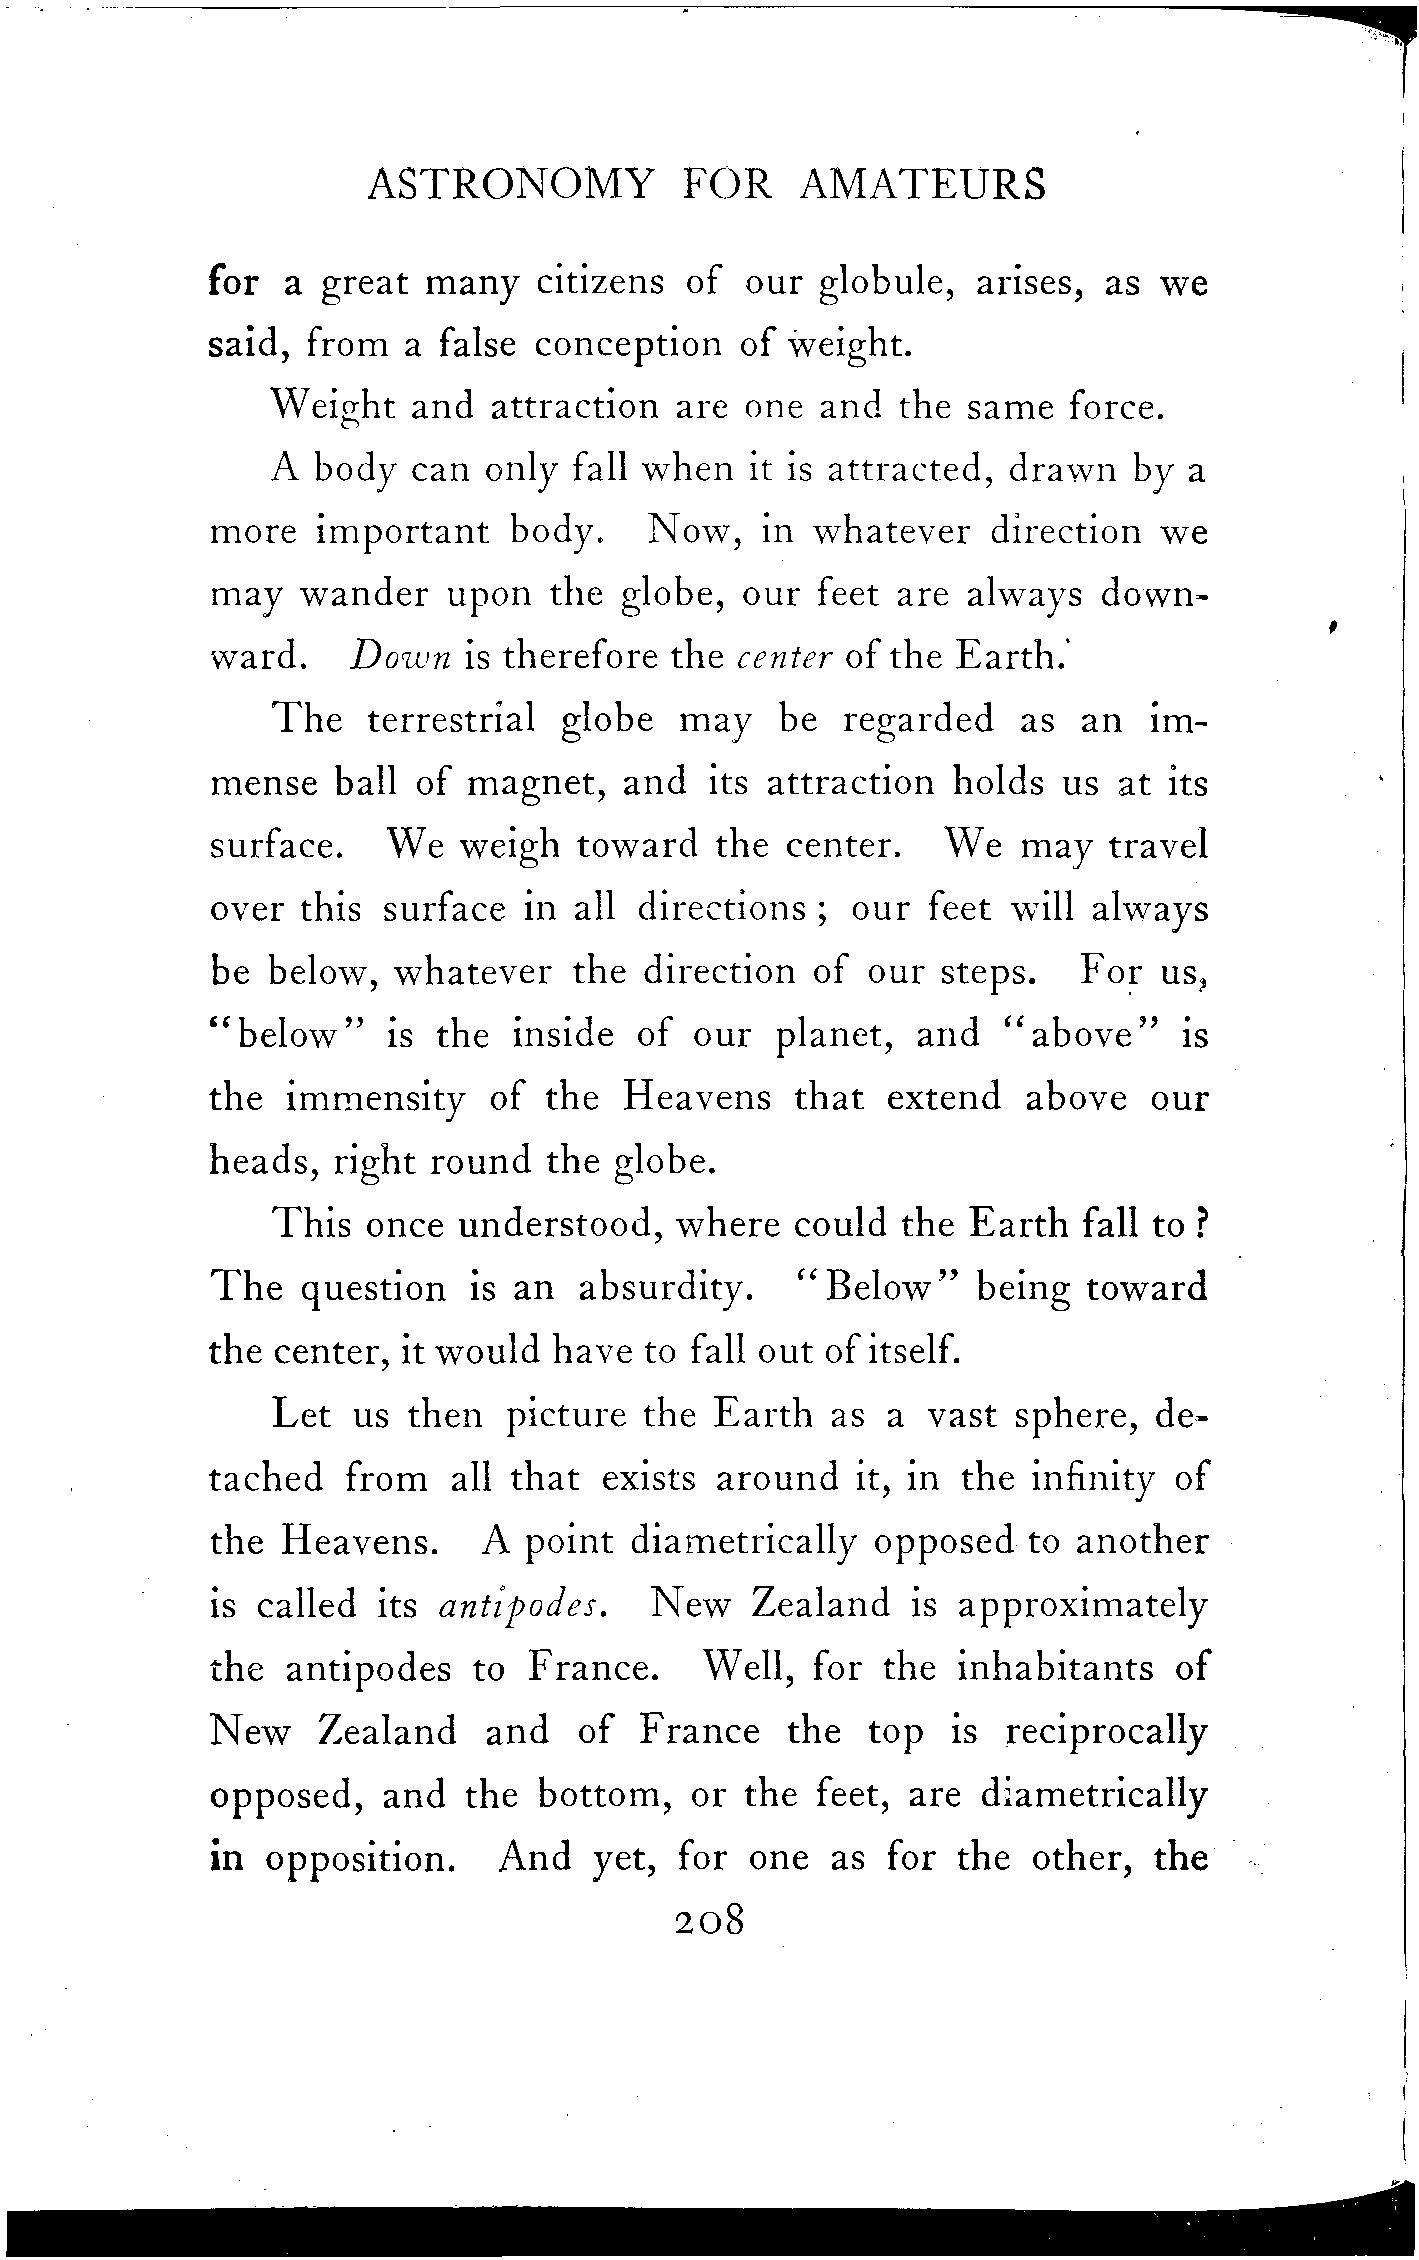 ASTRONOMY FOR AMATEURS
for a great many citizens of our globule, arises, as we
said, from a false conception of weight.
Weight and attraction are one and the same force.
A body can only fall when it is attracted, drawn by a
more important body. Now, in whatever direction we
may wander upon the globe, our feet are always down-
ward. Down is therefore the center of the Earth.
The terrestrial globe may be regarded as an im-
mense ball of magnet, and its attraction holds us at its
surface. We weigh toward the center. We may travel
over this surface in all directions; our feet will always
be below, whatever the direction of our steps. For us,
"below" is the inside of our planet, and "above" is
the immensity of the Heavens that extend above our
heads, right round the globe.
This once understood, where could the Earth fall to?
The question is an absurdity. "Below" being toward
the center, it would have to fall out of itself.
Let us then picture the Earth as a vast sphere, de-
tached from all that exists around it, in the infinity of
the Heavens. A point diametrically opposed to another
is called its antipodes. New Zealand is approximately
the antipodes to France. Well, for the inhabitants of
New Zealand and of France the top is reciprocally
opposed, and the bottom, or the feet, are diametrically
in opposition. And yet, for one as for the other, the
208